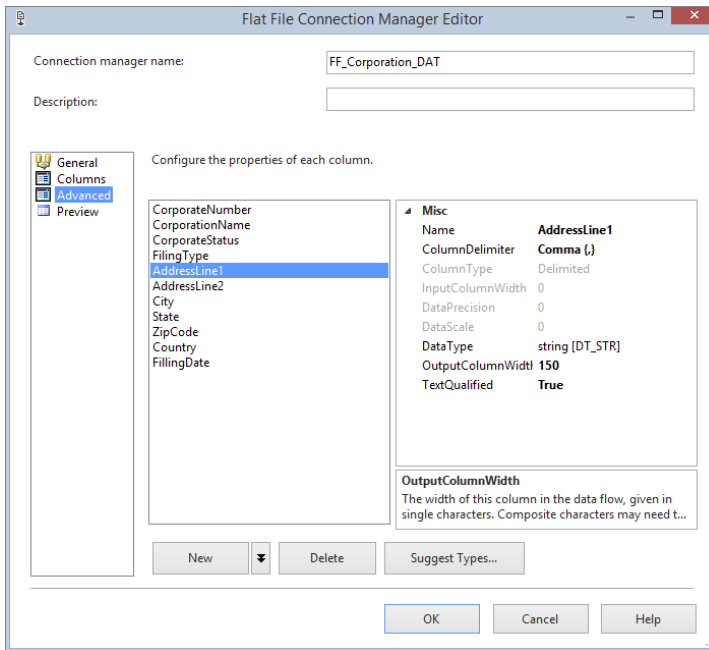 Flat File Connection Manager Editor
Connection manager name:
FF_Corporation_DAT
Description:
General
Columns
Advanced
Preview
Configure the properties of each column.
CorporateNumber
CorporationName
CorporateStatus
FilingType
AddressLine1
AddressLine2
City
State
ZipCode
Country
FillingDate
Misc
Name AddressLine1
ColumnDelimiter Comma {,}
ColumnType Delimited
InputColumnWidth 0
DataPrecision 0
DataScale 0
DataType string [DT_STR]
OutputColumnWidt 150
TextQualified True
OutputColumnWidth
The width of this column in the data flow, given in
single characters. Composite characters may need t...
New
Delete
Suggest Types...
OK
Cancel
Help